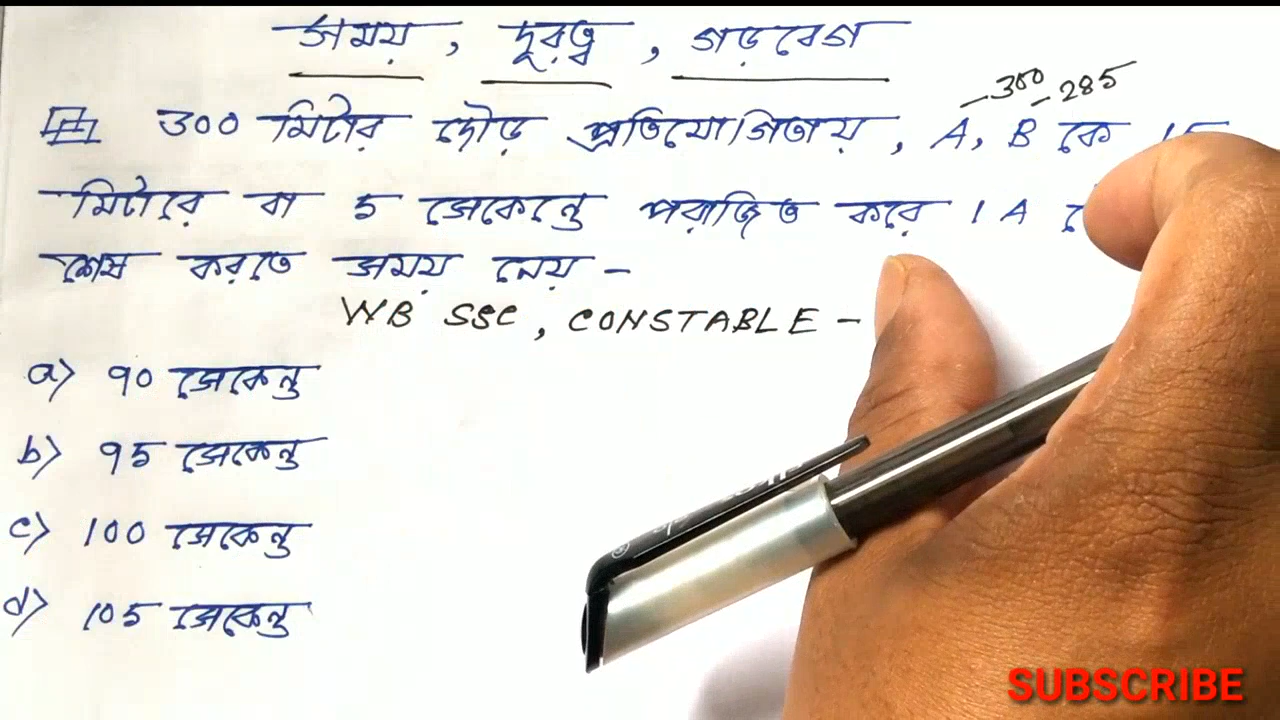 সময়, দূরত্ব, গড়বেগ
300 285
300 মিটার দৌড় প্রতিযোগিতায়, A, B কে 15
মিটারে বা 5 সেকেন্ডে পরাজিত করে । A
শেষ করতে সময় নেয় -
WB SSC, CONSTABLE -
a) 90 সেকেন্ড
b) 95 সেকেন্ড
c) 100 সেকেন্ড
d) 105 সেকেন্ড
SUBSCRIBE